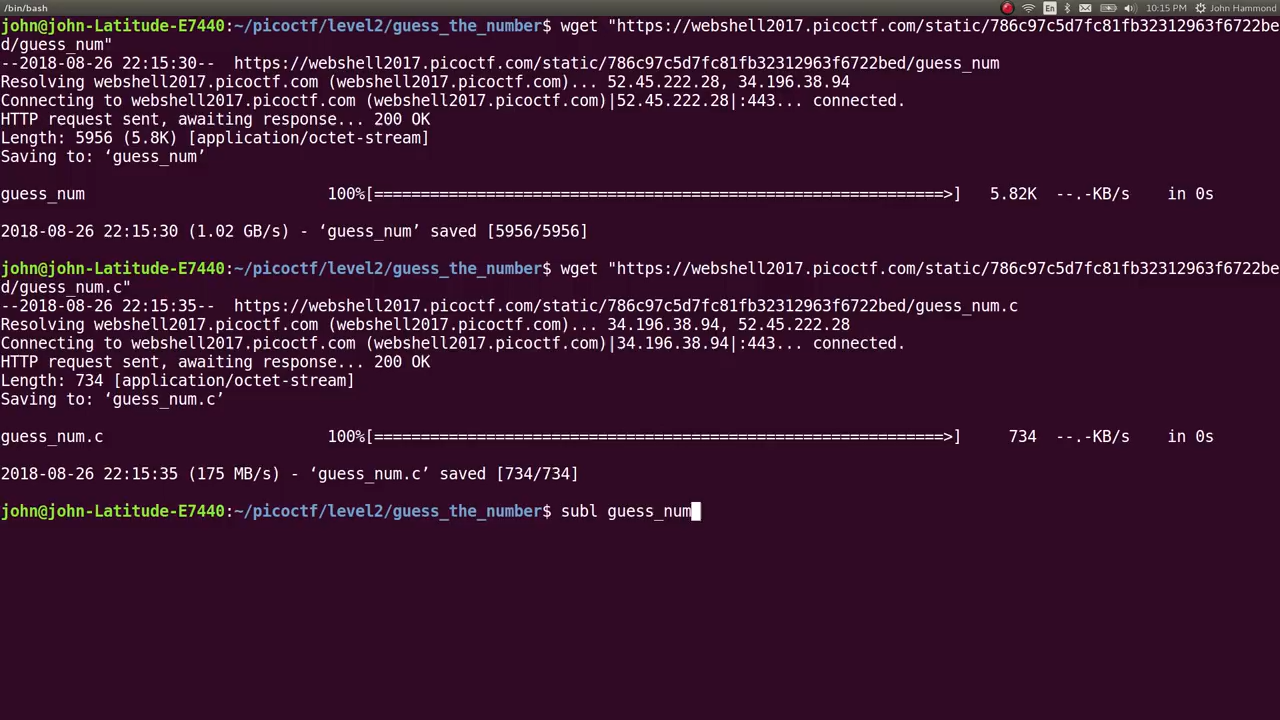 /bin/bash
En
10:15 PM
John Hammond
john@john-Latitude-E7440:~/picoctf/level2/guess_the_number$ wget "https://webshell2017.picoctf.com/static/786c97c5d7fc81fb32312963f6722be
d/guess_num"
--2018-08-26 22:15:30--  https://webshell2017.picoctf.com/static/786c97c5d7fc81fb32312963f6722bed/guess_num
Resolving webshell2017.picoctf.com (webshell2017.picoctf.com)... 52.45.222.28, 34.196.38.94
Connecting to webshell2017.picoctf.com (webshell2017.picoctf.com)|52.45.222.28|:443... connected.
HTTP request sent, awaiting response... 200 OK
Length: 5956 (5.8K) [application/octet-stream]
Saving to: ‘guess_num’
guess_num 100%[=============================================================>] 5.82K --.-KB/s in 0s
2018-08-26 22:15:30 (1.02 GB/s) - ‘guess_num’ saved [5956/5956]
john@john-Latitude-E7440:~/picoctf/level2/guess_the_number$ wget "https://webshell2017.picoctf.com/static/786c97c5d7fc81fb32312963f6722be
d/guess_num.c"
--2018-08-26 22:15:35--  https://webshell2017.picoctf.com/static/786c97c5d7fc81fb32312963f6722bed/guess_num.c
Resolving webshell2017.picoctf.com (webshell2017.picoctf.com)... 34.196.38.94, 52.45.222.28
Connecting to webshell2017.picoctf.com (webshell2017.picoctf.com)|34.196.38.94|:443... connected.
HTTP request sent, awaiting response... 200 OK
Length: 734 [application/octet-stream]
Saving to: ‘guess_num.c’
guess_num.c 100%[=============================================================>] 734 --.-KB/s in 0s
2018-08-26 22:15:35 (175 MB/s) - ‘guess_num.c’ saved [734/734]
john@john-Latitude-E7440:~/picoctf/level2/guess_the_number$ subl guess_num